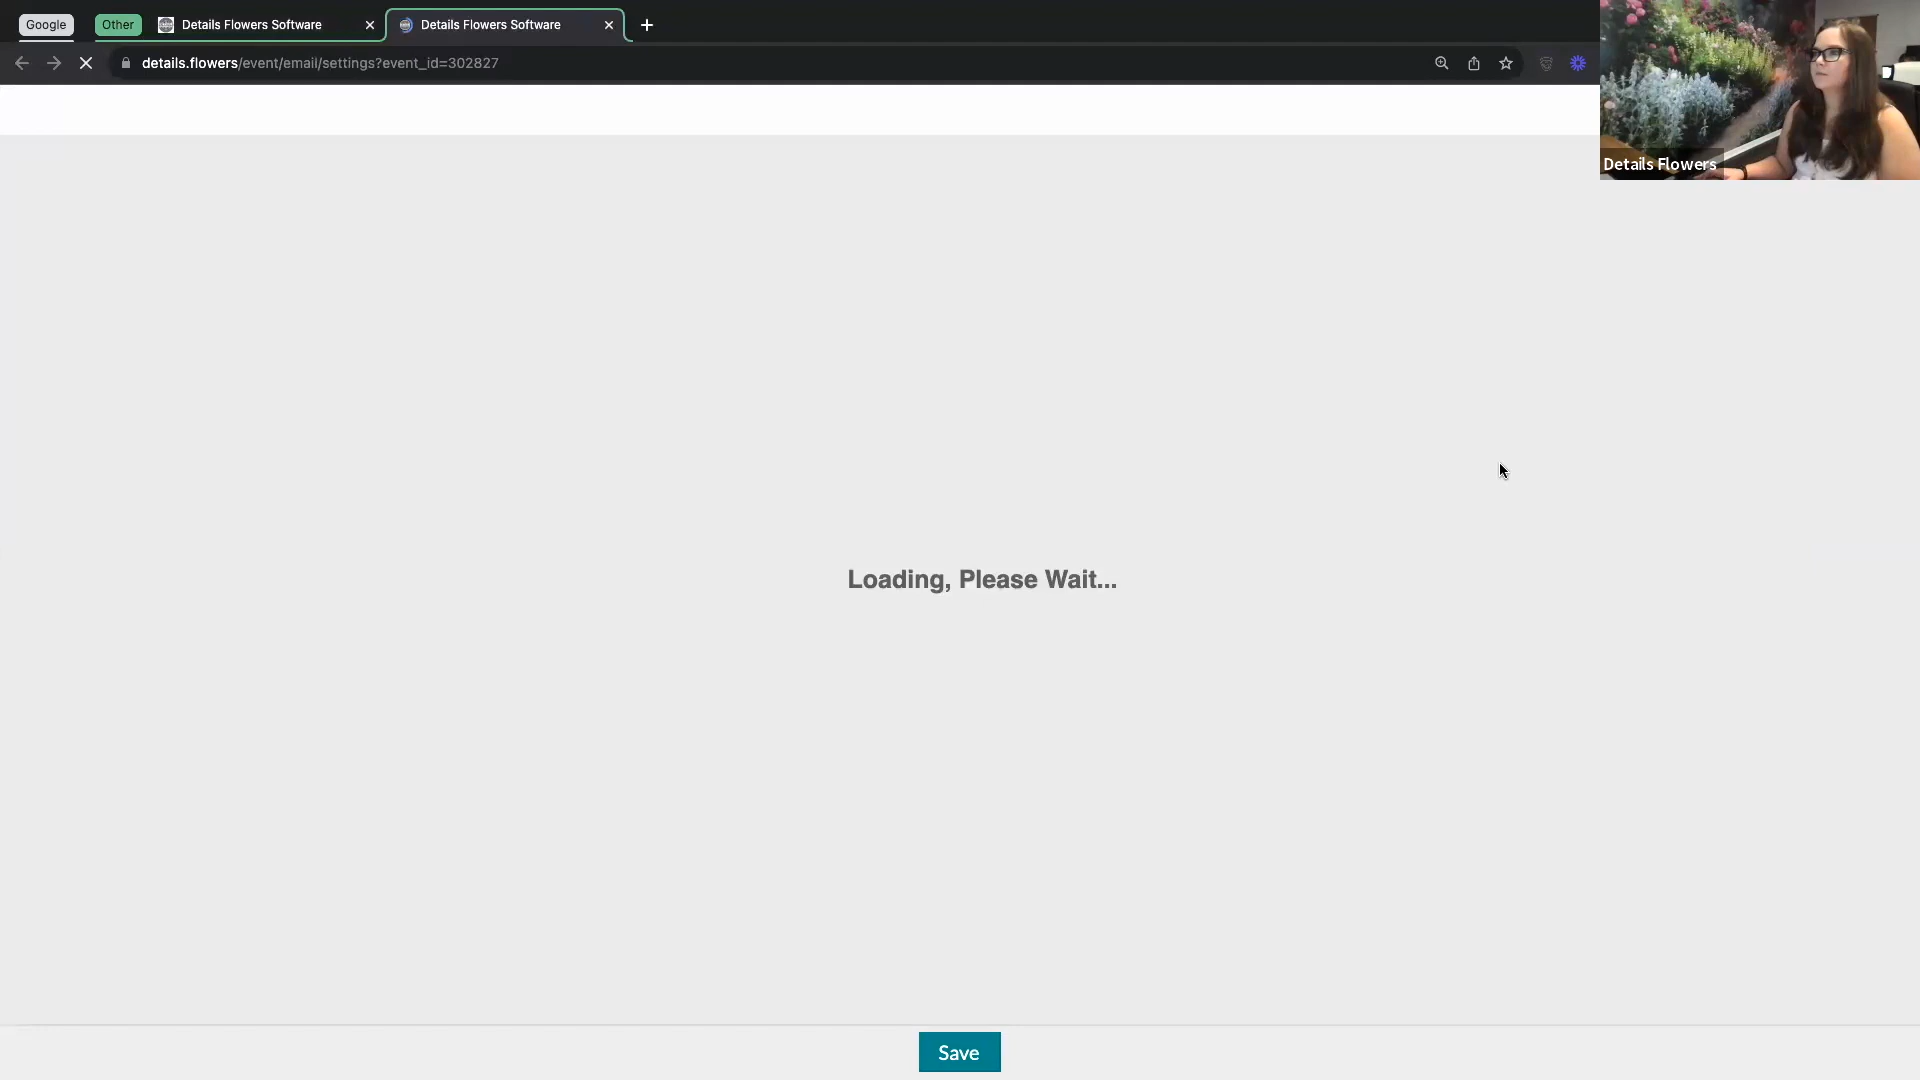 Google
Other
Details Flowers Software
Details Flowers Software
details.flowers/event/email/settings?event_id=302827
Details Flowers
Loading, Please Wait...
Save